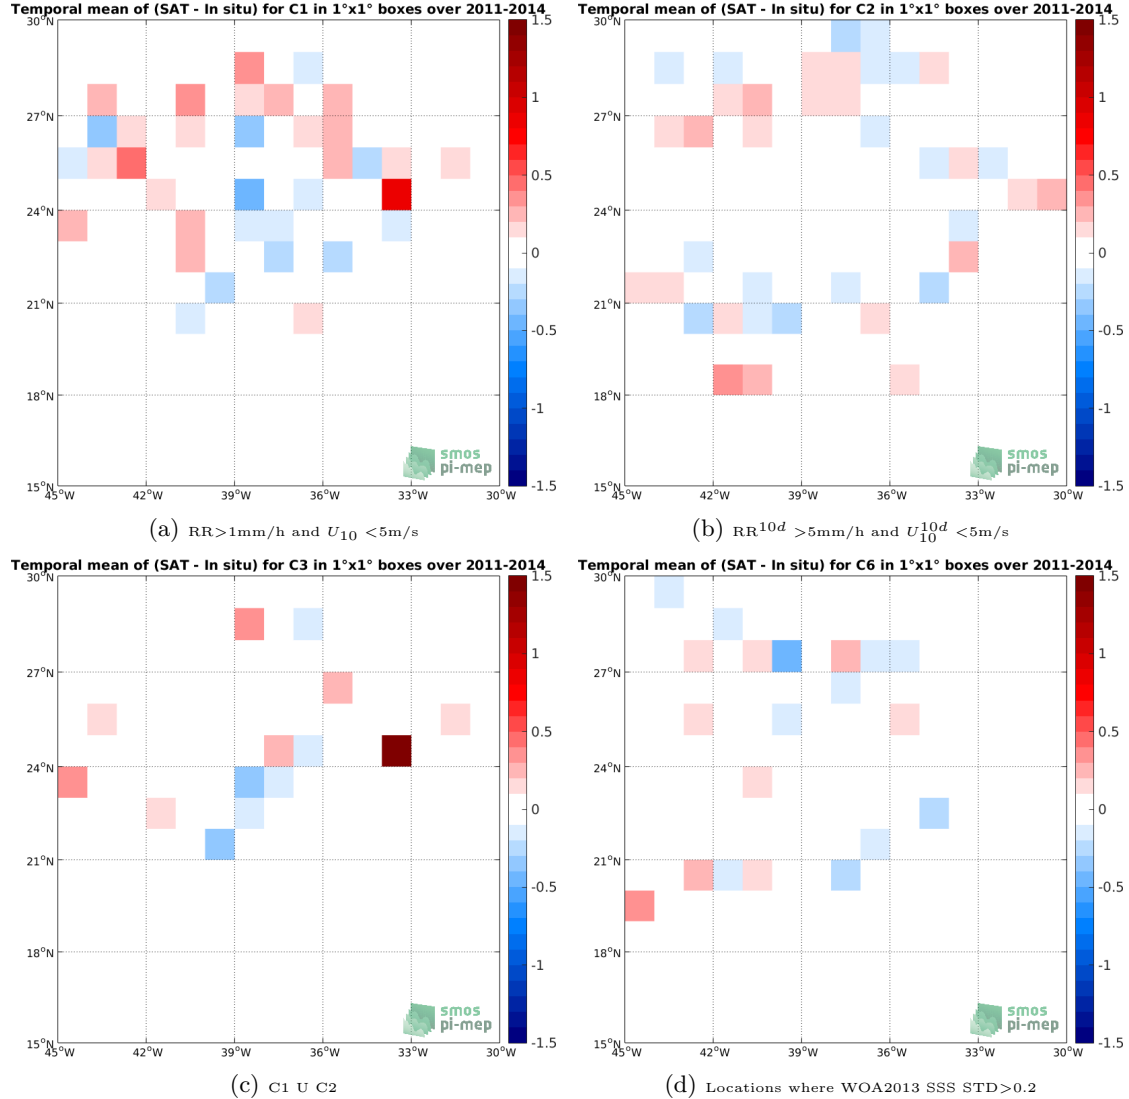 Temporal mean of (SAT - In situ) for C1 in 1°x1° boxes over 2011-2014
30°N
27°N
24°N
21°N
18°N
15°N
45°W 42°W 39°W 36°W 33°W 30°W
1.5
1
0.5
0
-0.5
-1
-1.5
smos
pi-mep
(a) RR>1mm/h and U10 <5m/s
Temporal mean of (SAT - In situ) for C2 in 1°x1° boxes over 2011-2014
30°N
27°N
24°N
21°N
18°N
15°N
45°W 42°W 39°W 36°W 33°W 30°W
1.5
1
0.5
0
-0.5
-1
-1.5
smos
pi-mep
(b) RR10d >5mm/h and U10d10 <5m/s
Temporal mean of (SAT - In situ) for C3 in 1°x1° boxes over 2011-2014
30°N
27°N
24°N
21°N
18°N
15°N
45°W 42°W 39°W 36°W 33°W 30°W
1.5
1
0.5
0
-0.5
-1
-1.5
smos
pi-mep
(c) C1 U C2
Temporal mean of (SAT - In situ) for C6 in 1°x1° boxes over 2011-2014
30°N
27°N
24°N
21°N
18°N
15°N
45°W 42°W 39°W 36°W 33°W 30°W
1.5
1
0.5
0
-0.5
-1
-1.5
smos
pi-mep
(d) Locations where WOA2013 SSS STD>0.2